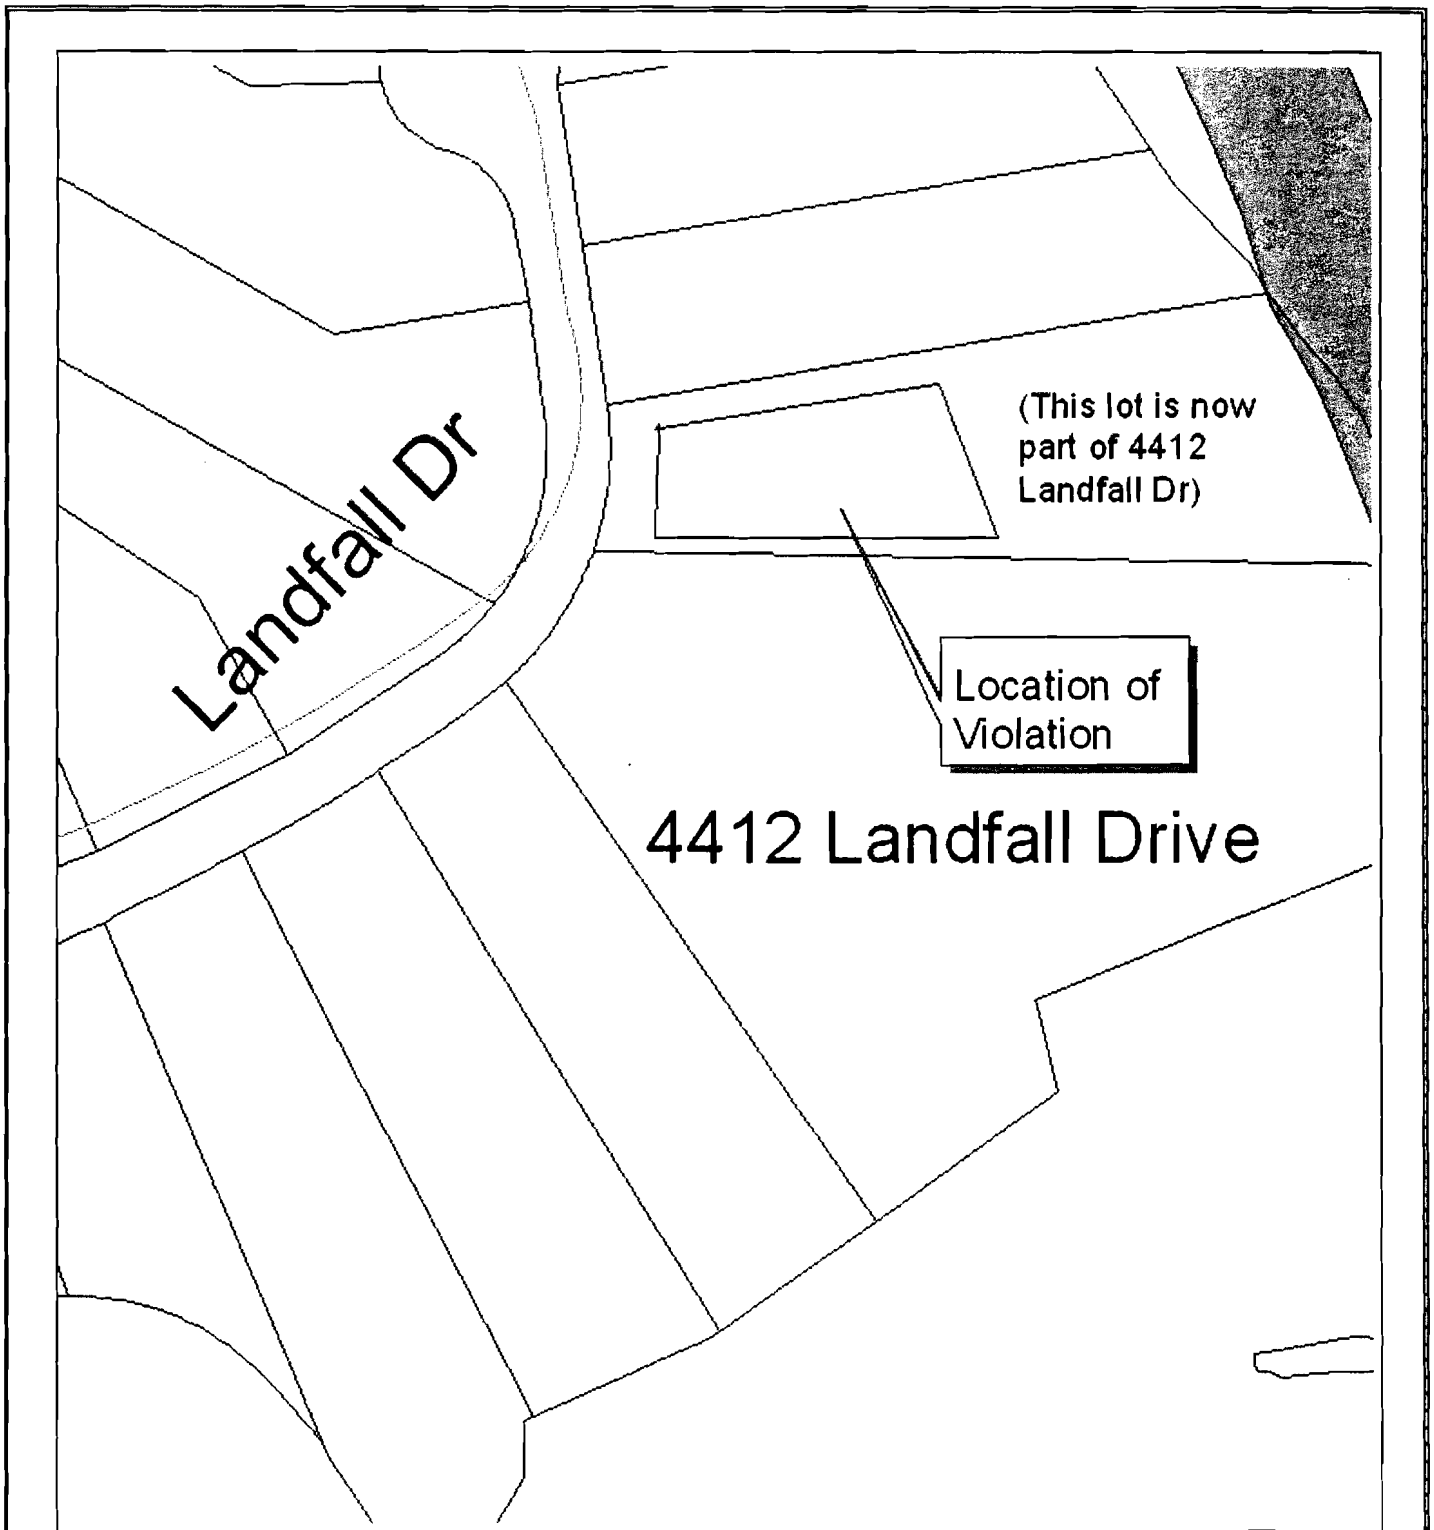 Landfall Dr
(This lot is now
part of 4412
Landfall Dr)
Location of
Violation
4412 Landfall Drive